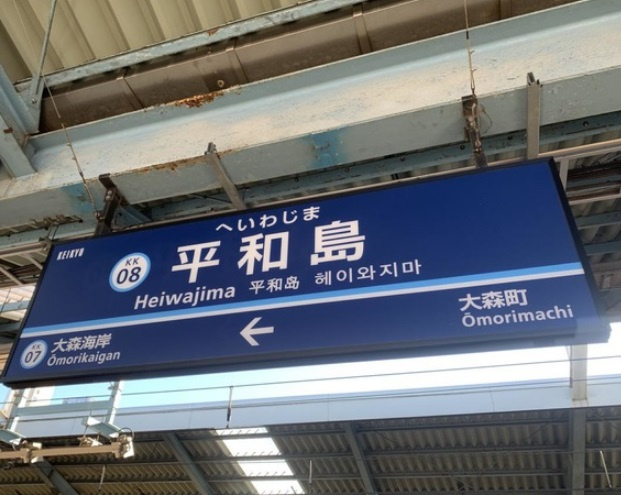 KEIKYU
へいわじま
KK
08
平和島
Heiwajima 平和岛 헤이와지마
←
KK
07
大森海岸
Ōmorikaigan
大森町
Ōmorimachi